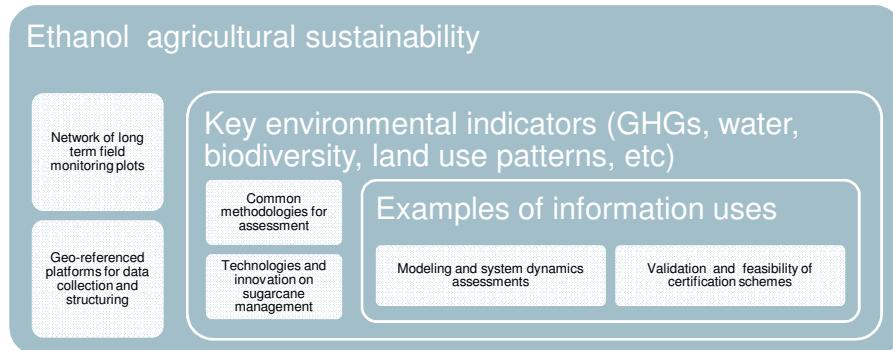 Ethanol agricultural sustainability
Network of long
term field
monitoring plots
Geo-referenced
platforms for data
collection and
structuring
Key environmental indicators (GHGs, water,
biodiversity, land use patterns, etc)
Common
methodologies for
assessment
Technologies and
innovation on
sugarcane
management
Examples of information uses
Modeling and system dynamics
assessments
Validation and feasibility of
certification schemes